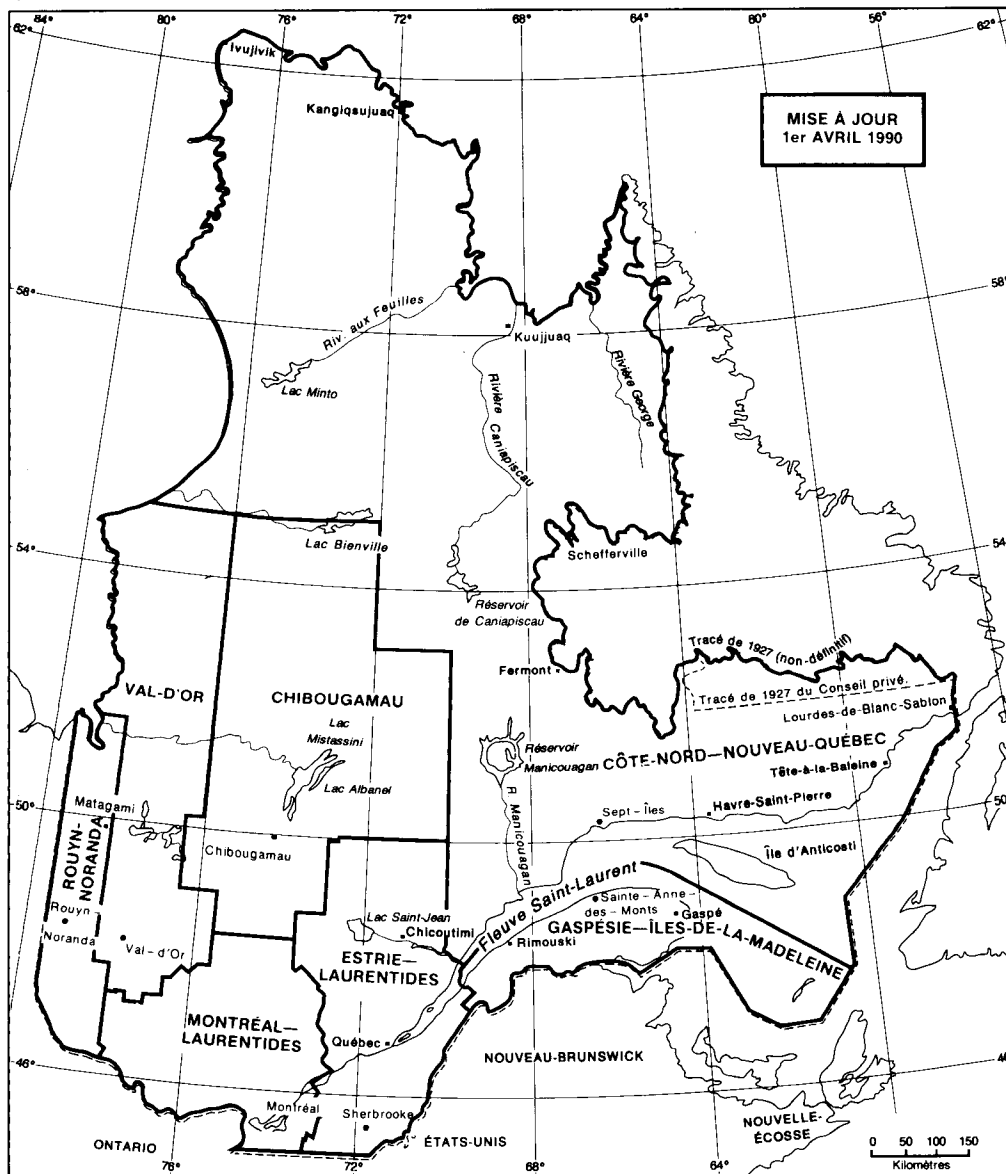 84°
80°
76°
72°
68°
64°
60°
56°
62°
62°
Ivujivik
Kangiqsujuaq
MISE À JOUR
1er AVRIL 1990
58°
58°
Riv. aux Feuilles
Kuujjuaq
Lac Minto
Rivière Caniapiscau
Rivière George
Lac Bienville
Schefferville
54°
54°
Réservoir
de Caniapiscau
Tracé de 1927 (non-définitif)
Fermont
VAL-D'OR
CHIBOUGAMAU
Tracé de 1927 du Conseil privé.
Lourdes-de-Blanc-Sablon
Lac
Mistassini
Réservoir
Manicouagan
CÔTE-NORD—NOUVEAU-QUÉBEC
Tête-à-la-Baleine
Lac Albanel
R. Manicouagan
50°
50°
Matagami
Sept-Îles
Havre-Saint-Pierre
ROUYN-
NORANDA
Chibougamau
Île d'Anticosti
Fleuve Saint-Laurent
Rouyn-
Noranda
Val-d'Or
Lac Saint-Jean
Chicoutimi
Sainte-Anne-
des-Monts
Gaspé
Rimouski
GASPÉSIE—ÎLES-DE-LA-MADELEINE
ESTRIE—
LAURENTIDES
MONTRÉAL—
LAURENTIDES
Québec
46°
NOUVEAU-BRUNSWICK
Montréal
Sherbrooke
ONTARIO
ÉTATS-UNIS
NOUVELLE-
ÉCOSSE
0 50 100 150
Kilomètres
76°
72°
68°
64°